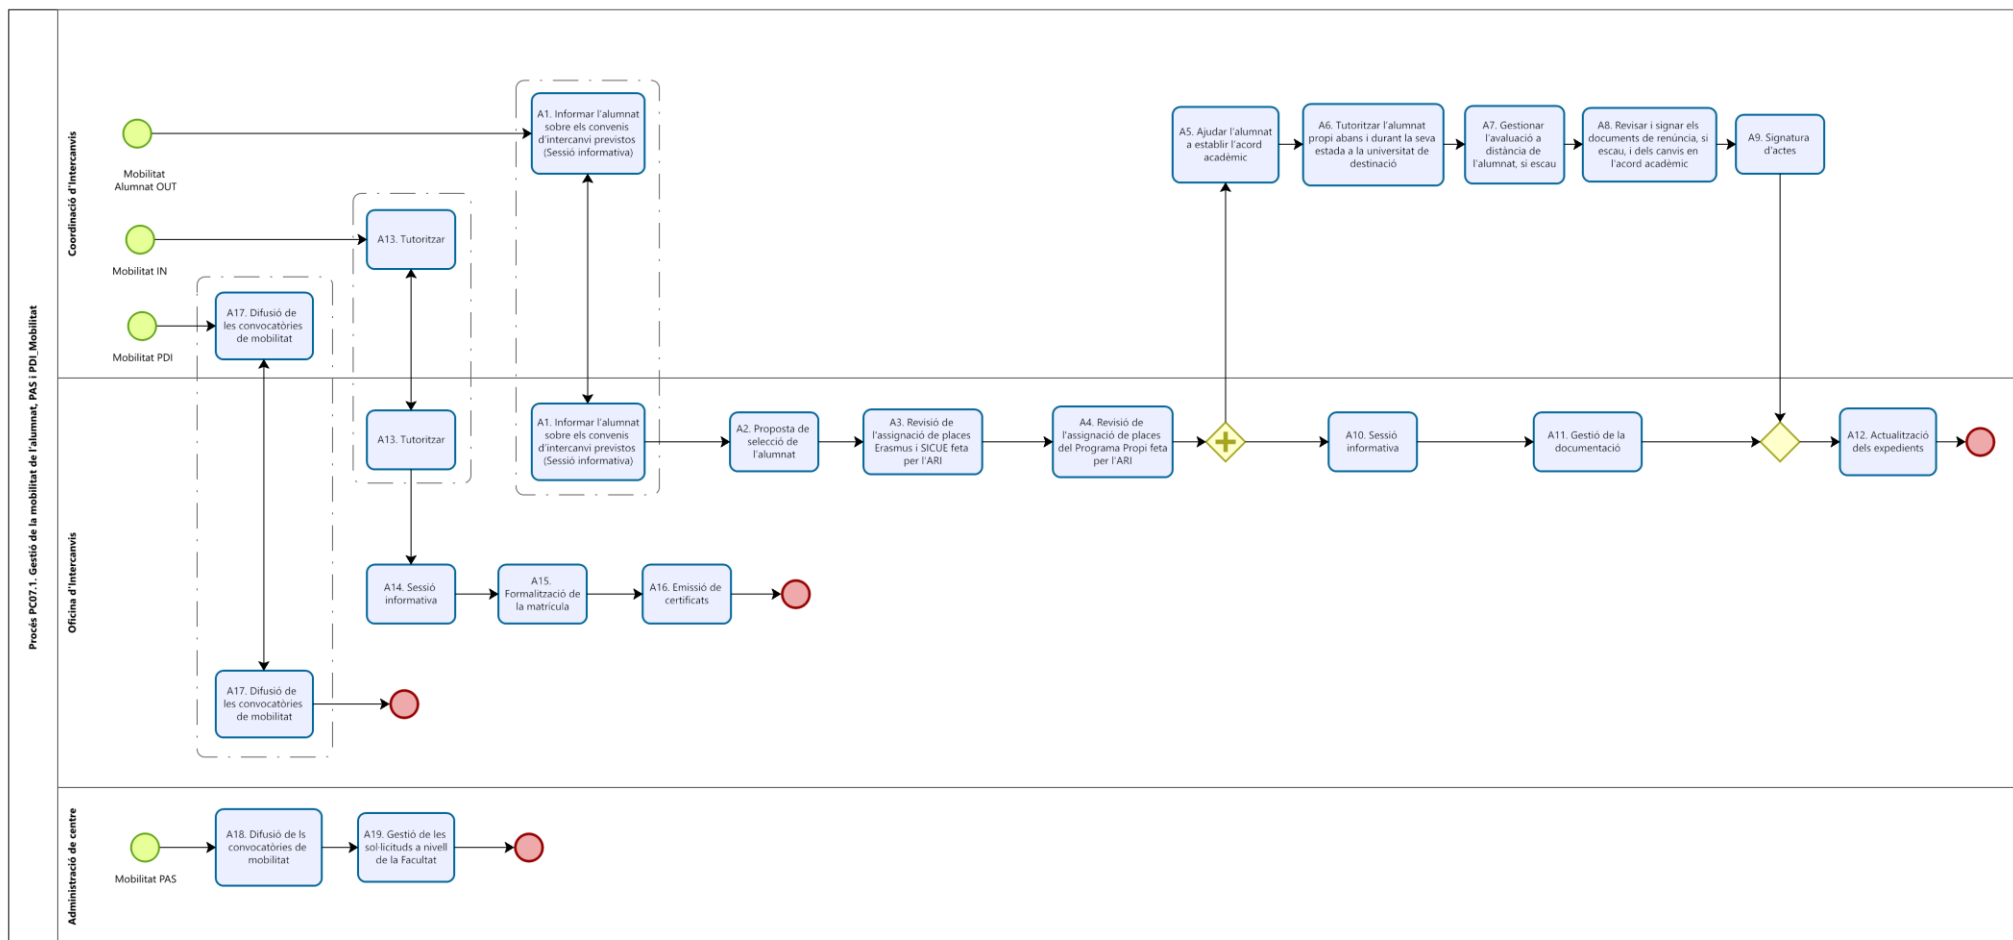 Procés PC07.1. Gestió de la mobilitat de l'alumnat, PAS i PDI_Mobilitat
Coordinació d'Intercanvis
Mobilitat
Alumnat OUT
A1. Informar l'alumnat
sobre els convenis
d'intercanvi previstos
(Sessió informativa)
A5. Ajudar l'alumnat
a establir l'acord
acadèmic
A6. Tutoritzar l'alumnat
propi abans i durant la seva
estada a la universitat de
destinació
A7. Gestionar
l'avaluació a
distància de
l'alumnat, si escau
A8. Revisar i signar els
documents de renúncia, si
escau, i dels canvis en
l'acord acadèmic
A9. Signatura
d'actes
Mobilitat IN
A13. Tutoritzar
Mobilitat PDI
A17. Difusió de
les convocatòries
de mobilitat
Oficina d'Intercanvis
A13. Tutoritzar
A1. Informar l'alumnat
sobre els convenis
d'intercanvi previstos
(Sessió informativa)
A2. Proposta de
selecció de
l'alumnat
A3. Revisió de
l'assignació de places
Erasmus i SICUE feta
per l'ARI
A4. Revisió de
l'assignació de places
del Programa Propi feta
per l'ARI
A10. Sessió
informativa
A11. Gestió de la
documentació
A12. Actualització
dels expedients
A14. Sessió
informativa
A15.
Formalització de
la matrícula
A16. Emissió de
certificats
A17. Difusió de
les convocatòries
de mobilitat
Administració de centre
Mobilitat PAS
A18. Difusió de ls
convocatòries de
mobilitat
A19. Gestió de les
sol·licituds a nivell
de la Facultat